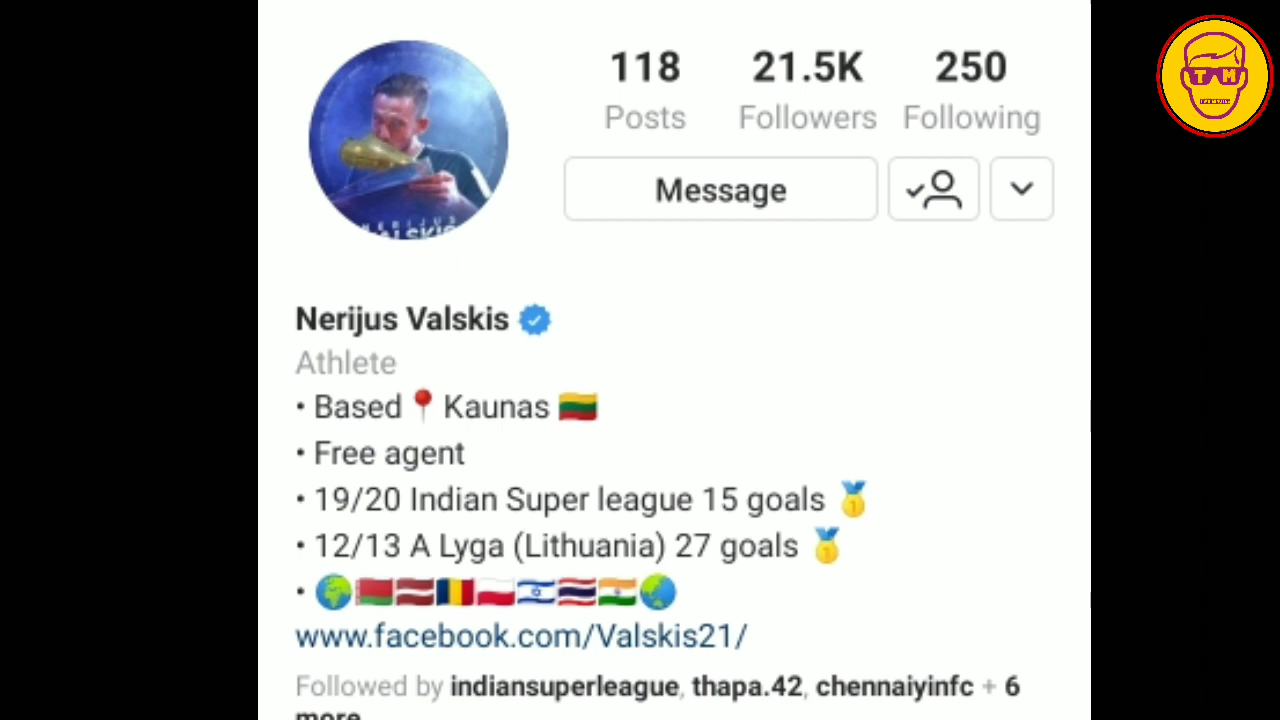 118 21.5K 250
Posts Followers Following
Message
NERIJUS
VALSKIS
Nerijus Valskis
Athlete
• Based📍Kaunas 🇱🇹
• Free agent
• 19/20 Indian Super league 15 goals 🥇
• 12/13 A Lyga (Lithuania) 27 goals 🥇
• 🌍🇧🇾🇱🇻🇷🇴🇵🇱🇮🇱🇹🇭🇮🇳🌏
www.facebook.com/Valskis21/
Followed by indiansuperleague, thapa.42, chennaiyinfc + 6
more
T M